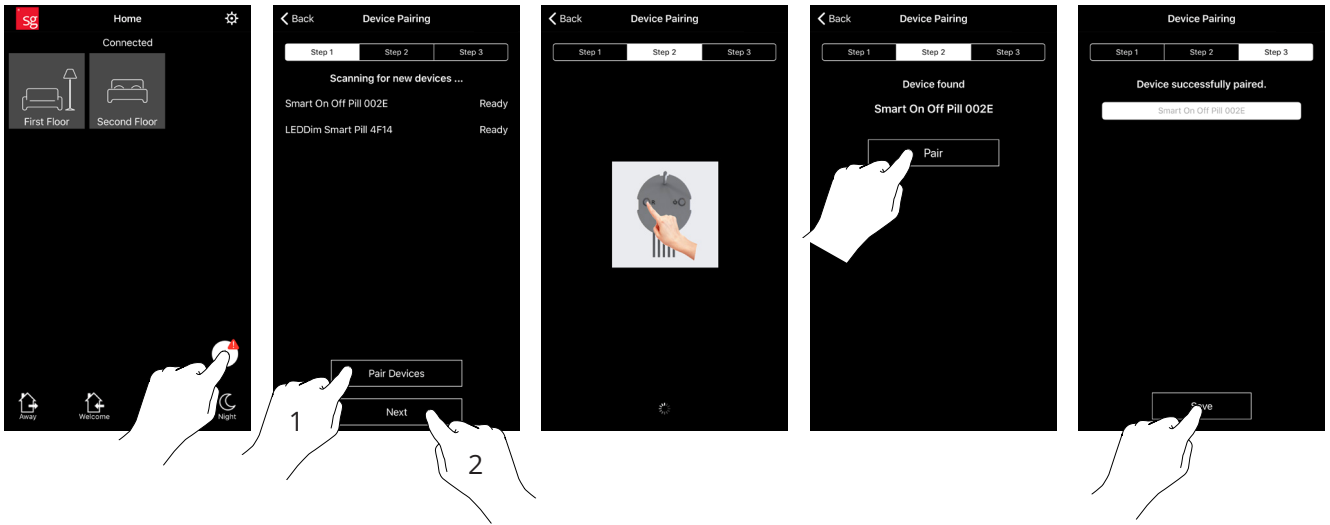 sg
Home
Connected
First Floor
Second Floor
Away
Welcome
Night
Back
Device Pairing
Step 1
Step 2
Step 3
Scanning for new devices ...
Smart On Off Pill 002E
Ready
LEDDim Smart Pill 4F14
Ready
Pair Devices
Next
1
2
Back
Device Pairing
Step 1
Step 2
Step 3
Back
Device Pairing
Step 1
Step 2
Step 3
Device found
Smart On Off Pill 002E
Pair
Device Pairing
Step 1
Step 2
Step 3
Device successfully paired.
Smart On Off Pill 002E
Save